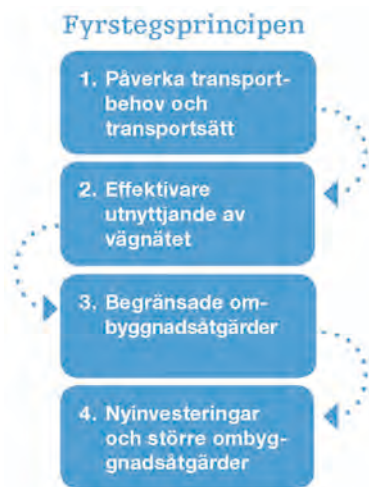 Fyrstegsprincipen
1. Påverka transport-
behov och
transportsätt
2. Effektivare
utnyttjande av
vägnätet
3. Begränsade om-
byggnadsåtgärder
4. Nyinvesteringar
och större ombyg-
gnadsåtgärder